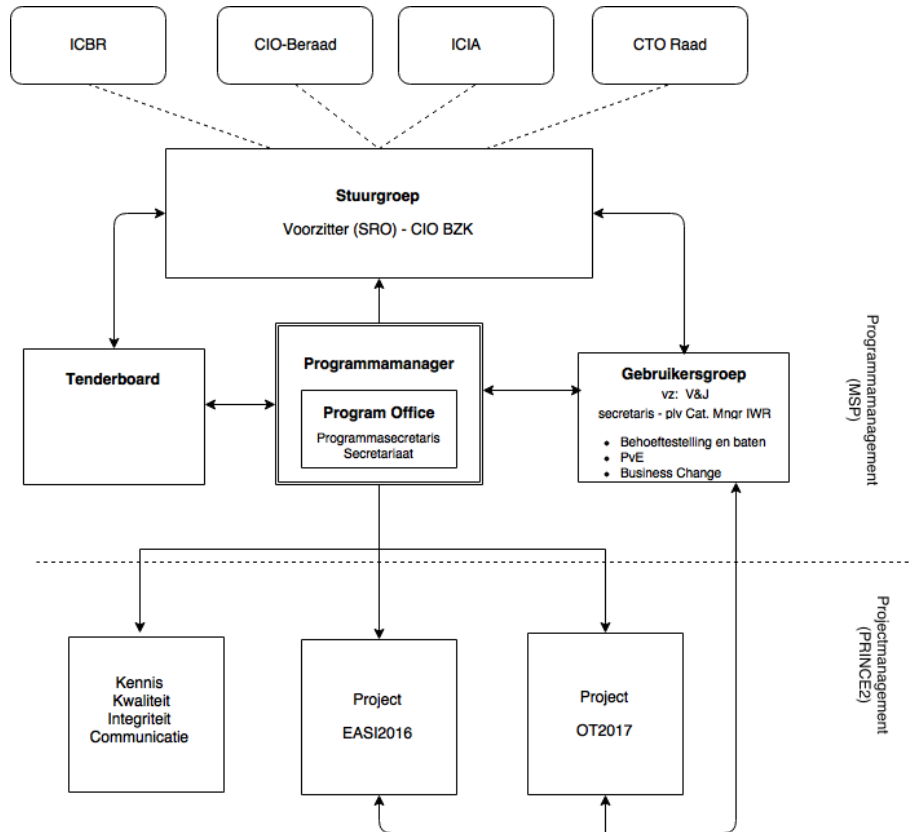 ICBR
CIO-Beraad
ICIA
CTO Raad
Stuurgroep
Voorzitter (SRO) - CIO BZK
Tenderboard
Programmamanager
Program Office
Programmasecretaris
Secretariaat
Gebruikersgroep
vz: V&J
secretaris - plv Cat. Mngr IWR
• Behoeftestelling en baten
• PvE
• Business Change
Programmamanagement
(MSP)
Kennis
Kwaliteit
Integriteit
Communicatie
Project
EASI2016
Project
OT2017
Projectmanagement
(PRINCE2)